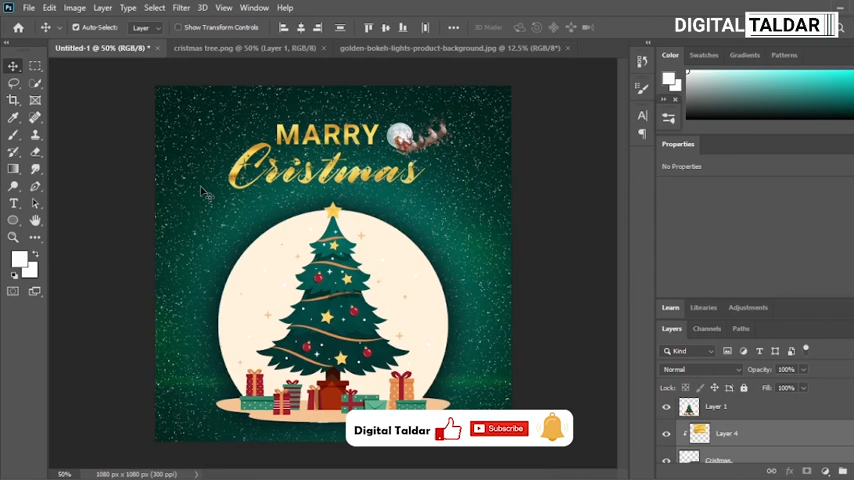 Ps File Edit Image Layer Type Select Filter 3D View Window Help
Auto-Select: Layer Show Transform Controls 3D Mode:
DIGITAL TALDAR
Untitled-1 @ 50% (RGB/8) * × cristmas tree.png @ 50% (Layer 1, RGB/8) × golden-bokeh-lights-product-background.jpg @ 12.5% (RGB/8*) ×
Color Swatches Gradients Patterns
MARRY
Cristmas
Properties
No Properties
Learn Libraries Adjustments
Layers Channels Paths
Kind
Normal Opacity: 100%
Lock: Fill: 100%
Layer 1
Layer 4
Cristmas,
Digital Taldar Subscribe
50% 1080 px x 1080 px (300 ppi)